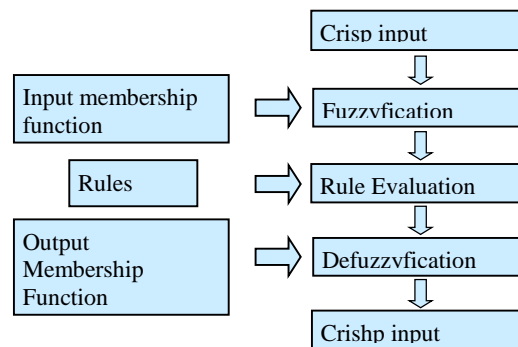 Crisp input
Input membership
function
Fuzzyfication
Rules
Rule Evaluation
Output
Membership
Function
Defuzzyfication
Crishp input